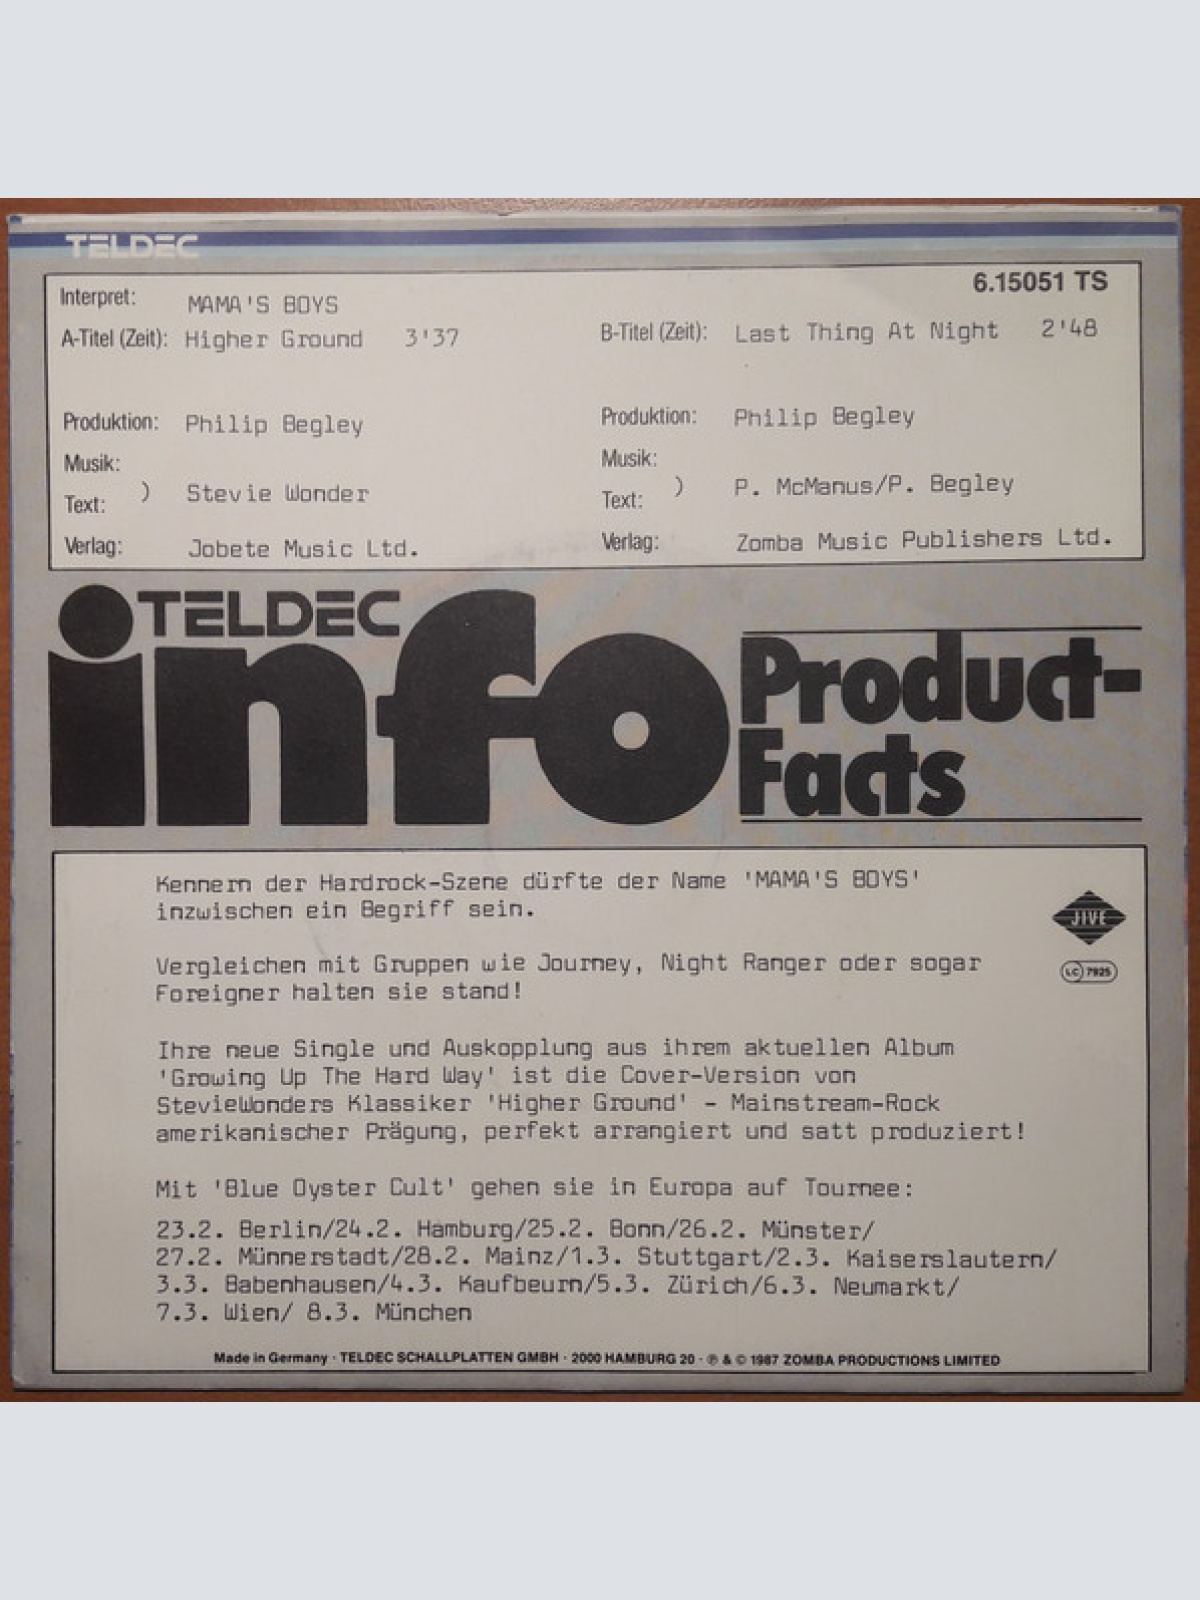 TELDEC
6.15051 TS
Interpret: MAMA'S BOYS
A-Titel (Zeit): Higher Ground 3'37
Produktion: Philip Begley
Musik:
Text: ) Stevie Wonder
Verlag: Jobete Music Ltd.
B-Titel (Zeit): Last Thing At Night 2'48
Produktion: Philip Begley
Musik:
Text: ) P. McManus/P. Begley
Verlag: Zomba Music Publishers Ltd.
TELDEC
info
Product-
Facts
Kennern der Hardrock-Szene dürfte der Name 'MAMA'S BOYS'
inzwischen ein Begriff sein.
Vergleichen mit Gruppen wie Journey, Night Ranger oder sogar
Foreigner halten sie stand!
Ihre neue Single und Auskopplung aus ihrem aktuellen Album
'Growing Up The Hard Way' ist die Cover-Version von
StevieWonders Klassiker 'Higher Ground' - Mainstream-Rock
amerikanischer Prägung, perfekt arrangiert und satt produziert!
Mit 'Blue Oyster Cult' gehen sie in Europa auf Tournee:
23.2. Berlin/24.2. Hamburg/25.2. Bonn/26.2. Münster/
27.2. Münnerstadt/28.2. Mainz/1.3. Stuttgart/2.3. Kaiserslautern/
3.3. Babenhausen/4.3. Kaufbeurn/5.3. Zürich/6.3. Neumarkt/
7.3. Wien/ 8.3. München
JIVE
LC 7925
Made in Germany · TELDEC SCHALLPLATTEN GMBH · 2000 HAMBURG 20 · ℗ & © 1987 ZOMBA PRODUCTIONS LIMITED